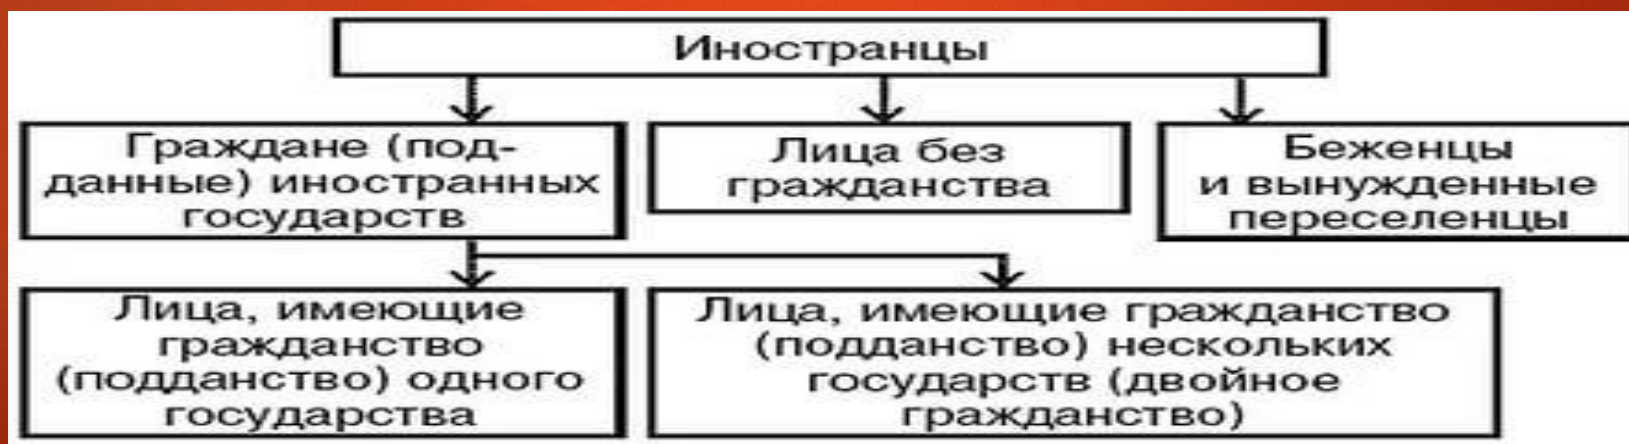 Иностранцы
Граждане (под-
данные) иностранных
государств
Лица без
гражданства
Беженцы
и вынужденные
переселенцы
Лица, имеющие
гражданство
(подданство) одного
государства
Лица, имеющие гражданство
(подданство) нескольких
государств (двойное
гражданство)